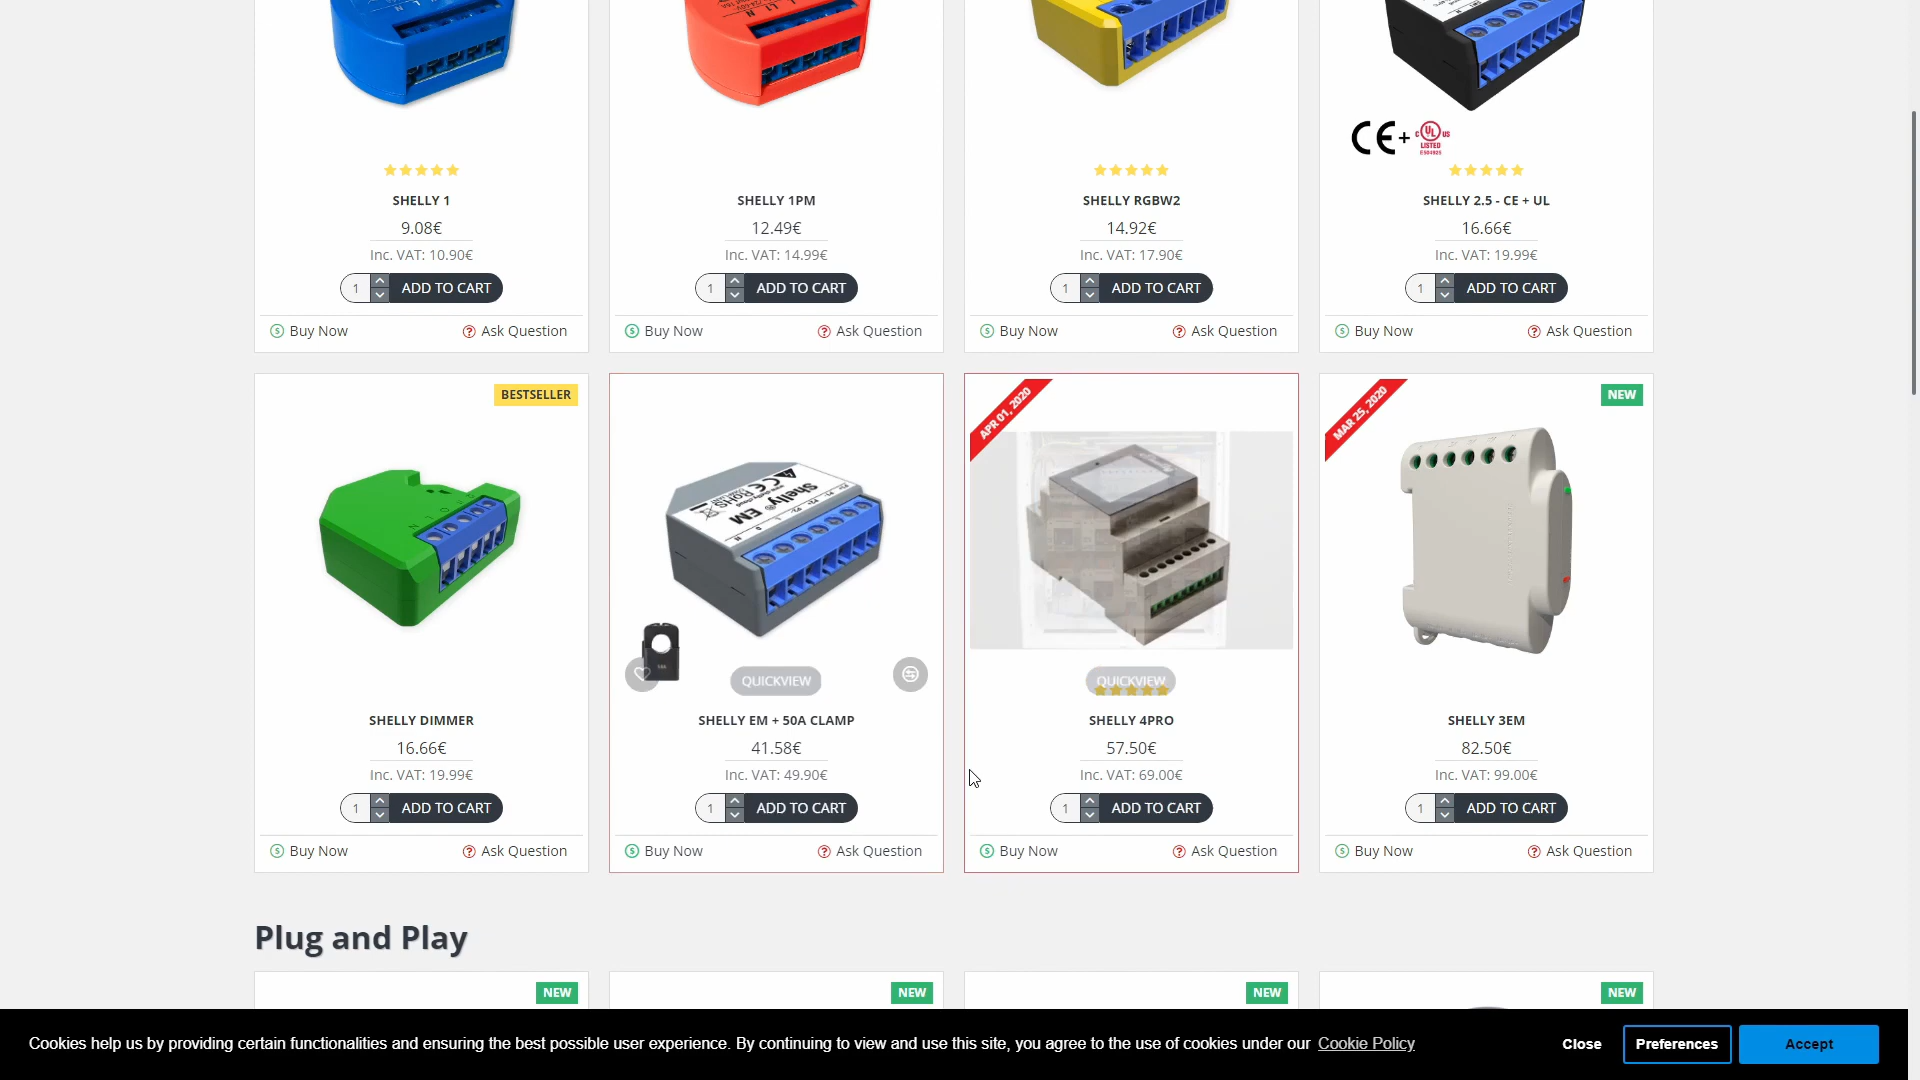 CE+ C UL US
LISTED
SHELLY 1
9.08€
Inc. VAT: 10.90€
1 ADD TO CART
Buy Now
Ask Question
SHELLY 1PM
12.49€
Inc. VAT: 14.99€
1 ADD TO CART
Buy Now
Ask Question
SHELLY RGBW2
14.92€
Inc. VAT: 17.90€
1 ADD TO CART
Buy Now
Ask Question
SHELLY 2.5 - CE + UL
16.66€
Inc. VAT: 19.99€
1 ADD TO CART
Buy Now
Ask Question
BESTSELLER
SHELLY DIMMER
16.66€
Inc. VAT: 19.99€
1 ADD TO CART
Buy Now
Ask Question
Shelly® EM
CE RoHS
QUICKVIEW
SHELLY EM + 50A CLAMP
41.58€
Inc. VAT: 49.90€
1 ADD TO CART
Buy Now
Ask Question
APR 01, 2020
QUICKVIEW
SHELLY 4PRO
57.50€
Inc. VAT: 69.00€
1 ADD TO CART
Buy Now
Ask Question
MAR 25, 2020
NEW
SHELLY 3EM
82.50€
Inc. VAT: 99.00€
1 ADD TO CART
Buy Now
Ask Question
Plug and Play
NEW
NEW
NEW
NEW
Cookies help us by providing certain functionalities and ensuring the best possible user experience. By continuing to view and use this site, you agree to the use of cookies under our Cookie Policy
Close
Preferences
Accept